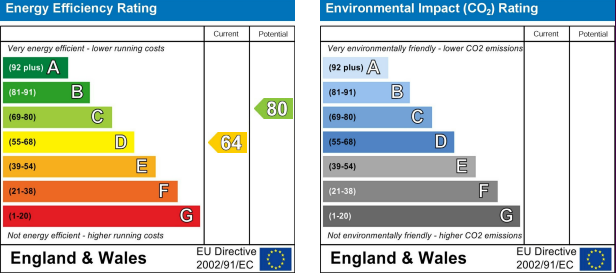 Energy Efficiency Rating
Current Potential
Very energy efficient - lower running costs
(92 plus) A
(81-91) B
(69-80) C
(55-68) D
(39-54) E
(21-38) F
(1-20) G
64
80
Not energy efficient - higher running costs
England & Wales
EU Directive
2002/91/EC
Environmental Impact (CO₂) Rating
Current Potential
Very environmentally friendly - lower CO2 emissions
(92 plus) A
(81-91) B
(69-80) C
(55-68) D
(39-54) E
(21-38) F
(1-20) G
Not environmentally friendly - higher CO2 emissions
England & Wales
EU Directive
2002/91/EC